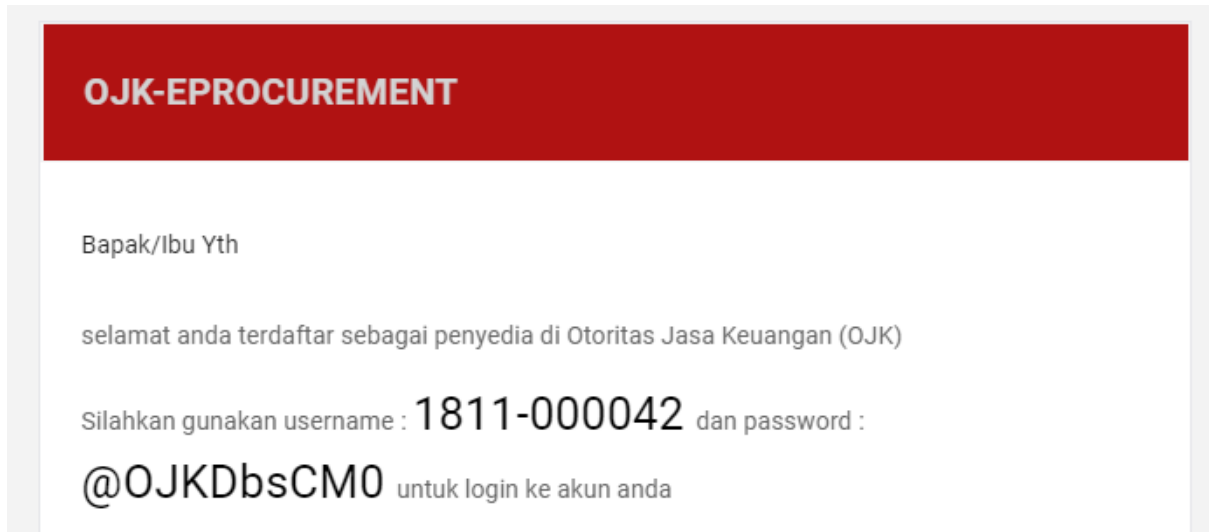 OJK-EPROCUREMENT
Bapak/Ibu Yth
selamat anda terdaftar sebagai penyedia di Otoritas Jasa Keuangan (OJK)
Silahkan gunakan username : 1811-000042 dan password :
@OJKDbsCM0 untuk login ke akun anda